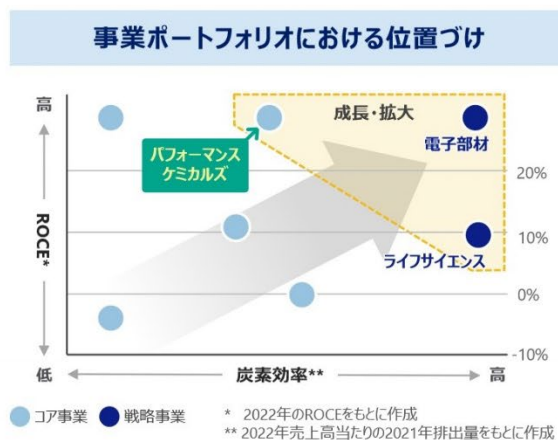 事業ポートフォリオにおける位置づけ
高
成長・拡大
パフォーマンス
ケミカルズ
電子部材
20%
ROCE*
10%
ライフサイエンス
0%
-10%
低
炭素効率**
高
コア事業
戦略事業
* 2022年のROCEをもとに作成
** 2022年売上高当たりの2021年排出量をもとに作成